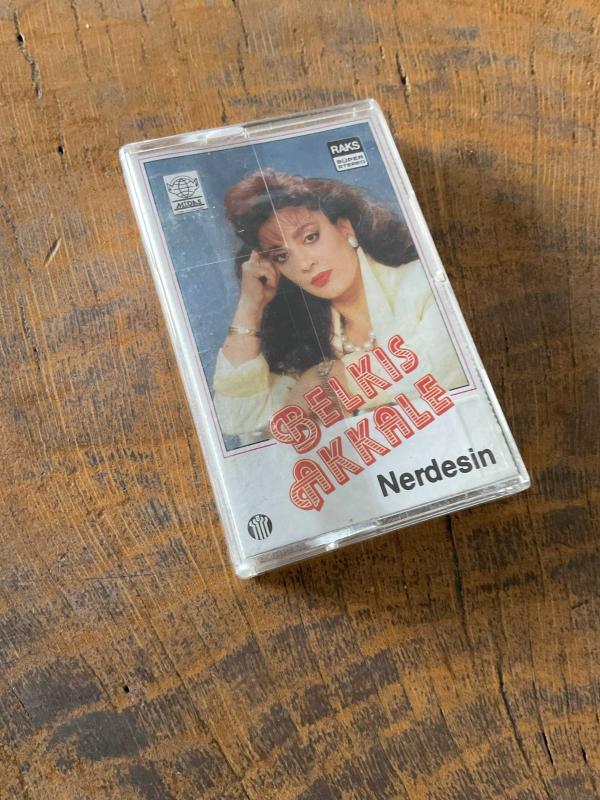 MİDAS
RAKS
SÜPER
STEREO
BELKIS
AKKALE
Nerdesin